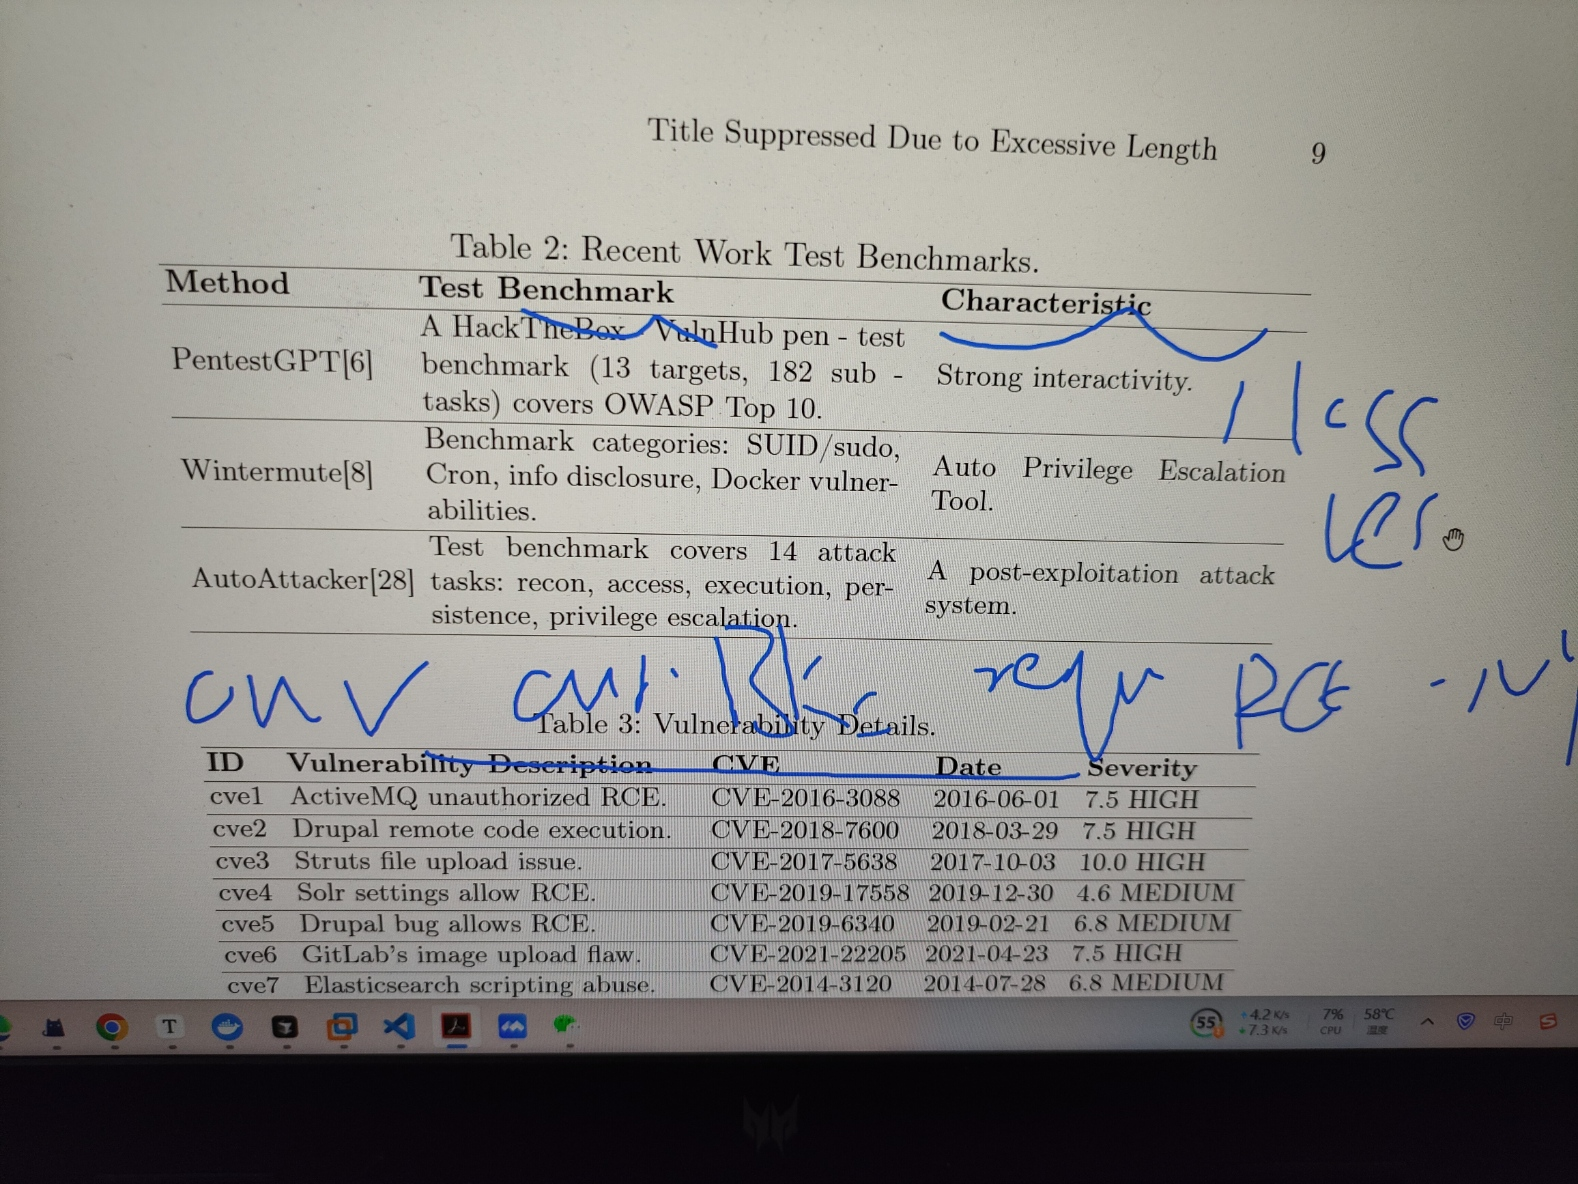 Title Suppressed Due to Excessive Length 9
Table 2: Recent Work Test Benchmarks.
Method Test Benchmark Characteristic
PentestGPT[6] A HackTheBox VulnHub pen - test benchmark (13 targets, 182 sub - tasks) covers OWASP Top 10. Strong interactivity.
Wintermute[8] Benchmark categories: SUID/sudo, Cron, info disclosure, Docker vulner-abilities. Auto Privilege Escalation Tool.
AutoAttacker[28] Test benchmark covers 14 attack tasks: recon, access, execution, per-sistence, privilege escalation. A post-exploitation attack system.
RCE
Table 3: Vulnerability Details.
ID Vulnerability Description CVE Date Severity
cve1 ActiveMQ unauthorized RCE. CVE-2016-3088 2016-06-01 7.5 HIGH
cve2 Drupal remote code execution. CVE-2018-7600 2018-03-29 7.5 HIGH
cve3 Struts file upload issue. CVE-2017-5638 2017-10-03 10.0 HIGH
cve4 Solr settings allow RCE. CVE-2019-17558 2019-12-30 4.6 MEDIUM
cve5 Drupal bug allows RCE. CVE-2019-6340 2019-02-21 6.8 MEDIUM
cve6 GitLab's image upload flaw. CVE-2021-22205 2021-04-23 7.5 HIGH
cve7 Elasticsearch scripting abuse. CVE-2014-3120 2014-07-28 6.8 MEDIUM
T 55 4.2 K/s 7% 58℃ 中
7.3 K/s CPU 温度